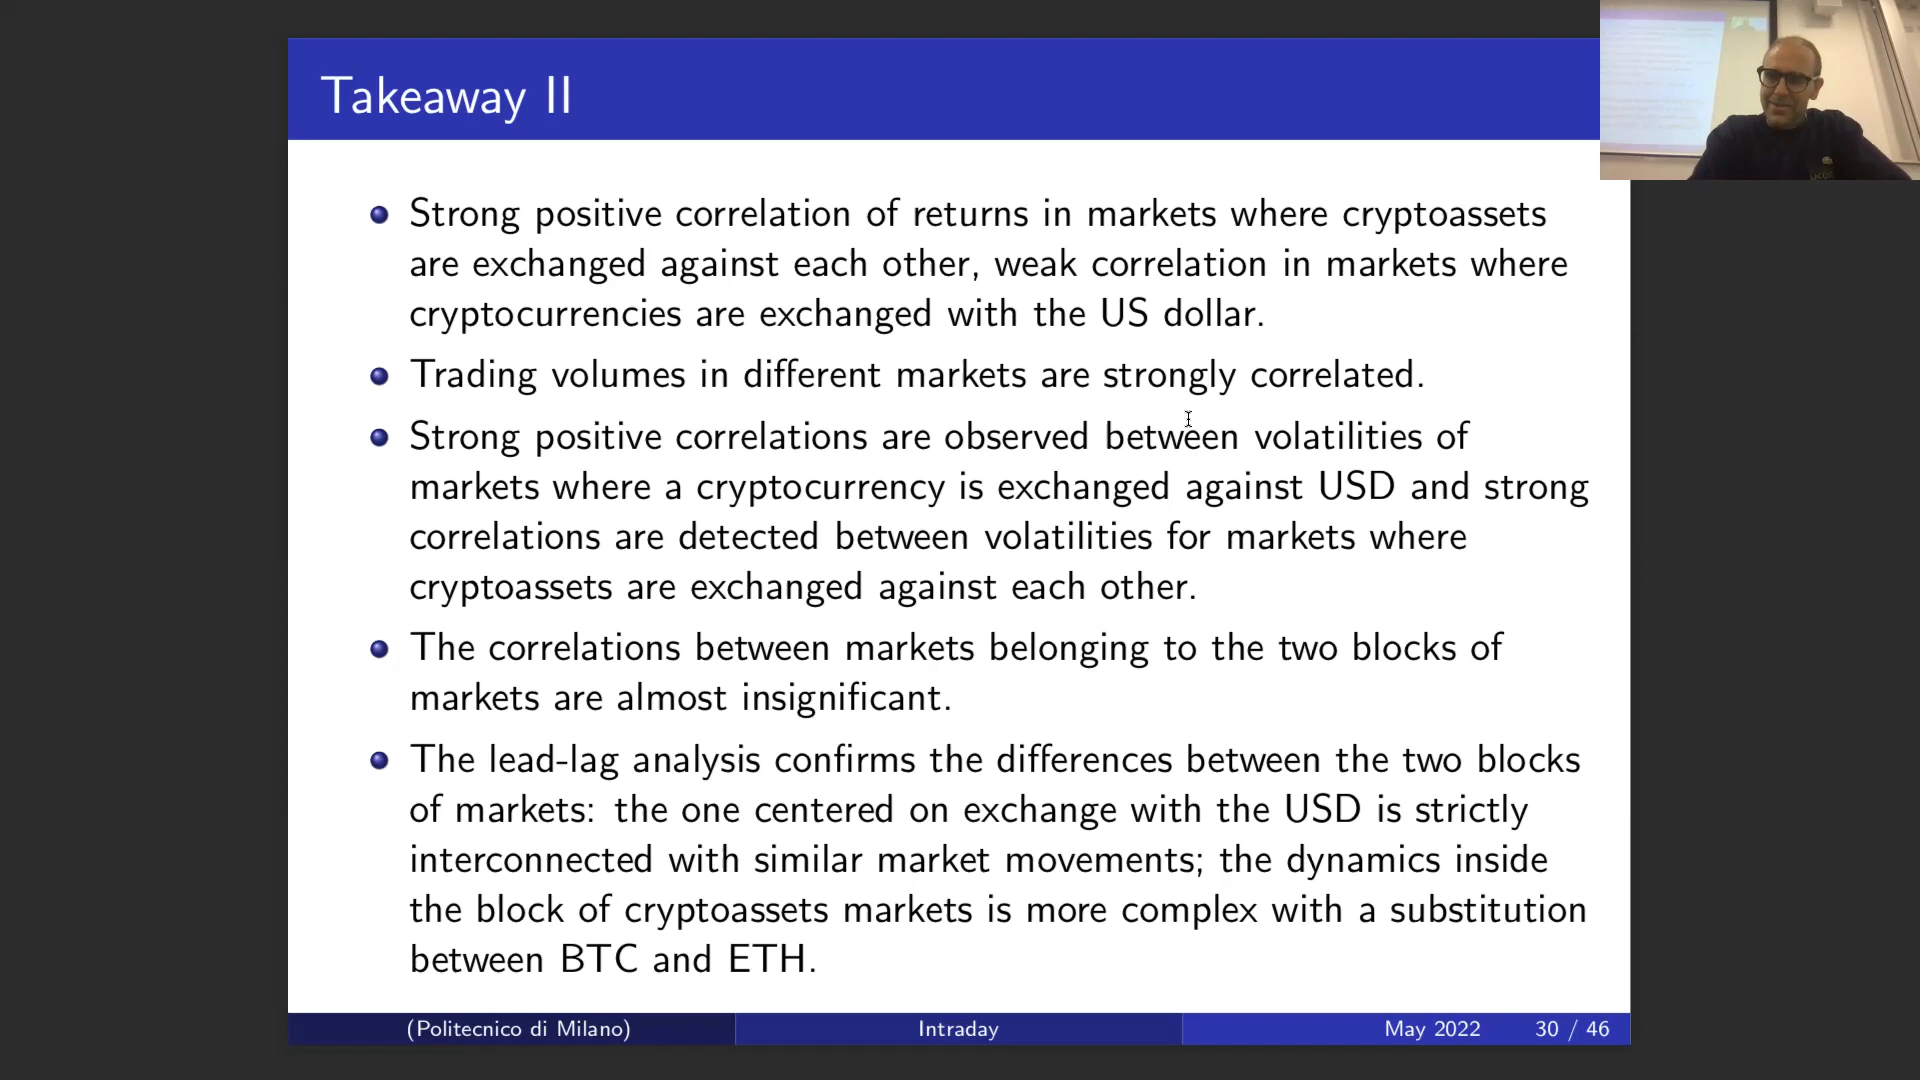 Takeaway II
Strong positive correlation of returns in markets where cryptoassets
are exchanged against each other, weak correlation in markets where
cryptocurrencies are exchanged with the US dollar.
Trading volumes in different markets are strongly correlated.
Strong positive correlations are observed between volatilities of
markets where a cryptocurrency is exchanged against USD and strong
correlations are detected between volatilities for markets where
cryptoassets are exchanged against each other.
The correlations between markets belonging to the two blocks of
markets are almost insignificant.
The lead-lag analysis confirms the differences between the two blocks
of markets: the one centered on exchange with the USD is strictly
interconnected with similar market movements; the dynamics inside
the block of cryptoassets markets is more complex with a substitution
between BTC and ETH.
(Politecnico di Milano)
Intraday
May 2022
30 / 46